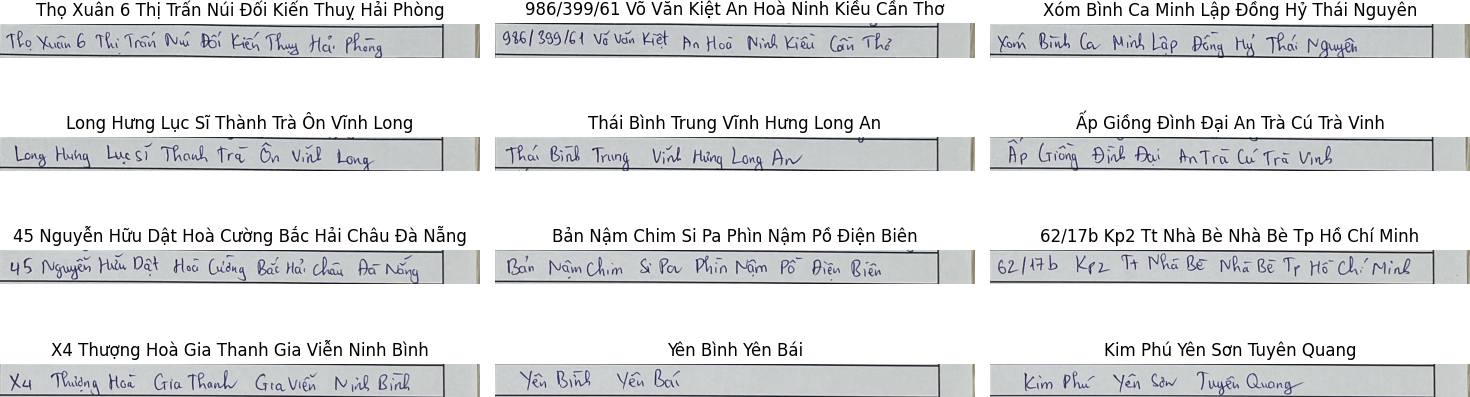 Thọ Xuân 6 Thị Trấn Núi Đối Kiến Thuỵ Hải Phòng
986/399/61 Võ Văn Kiệt An Hoà Ninh Kiều Cần Thơ
Xóm Bình Ca Minh Lập Đồng Hỷ Thái Nguyên
Thọ Xuân 6 Thị Trấn Núi Đối Kiến Thuỵ Hải Phòng
986/399/61 Võ Văn Kiệt An Hoà Ninh Kiều Cần Thơ
Xóm Bình Ca Minh Lập Đồng Hỷ Thái Nguyên
Long Hưng Lục Sĩ Thành Trà Ôn Vĩnh Long
Thái Bình Trung Vĩnh Hưng Long An
Ấp Giồng Đình Đại An Trà Cú Trà Vinh
Long Hưng Lục sĩ Thành Trà Ôn Vĩnh Long
Thái Bình Trung Vĩnh Hưng Long An
Ấp Giồng Đình Đại An Trà Cú Trà Vinh
45 Nguyễn Hữu Dật Hoà Cường Bắc Hải Châu Đà Nẵng
Bản Nậm Chim Si Pa Phìn Nậm Pồ Điện Biên
62/17b Kp2 Tt Nhà Bè Nhà Bè Tp Hồ Chí Minh
45 Nguyễn Hữu Dật Hoà Cường Bắc Hải Châu Đà Nẵng
Bản Nậm Chim Si Pa Phìn Nậm Pồ Điện Biên
62/17b Kp2 Tt Nhà Bè Nhà Bè Tp Hồ Chí Minh
X4 Thượng Hoà Gia Thanh Gia Viễn Ninh Bình
Yên Bình Yên Bái
Kim Phú Yên Sơn Tuyên Quang
X4 Thượng Hoà Gia Thanh Gia Viễn Ninh Bình
Yên Bình Yên Bái
Kim Phú Yên Sơn Tuyên Quang